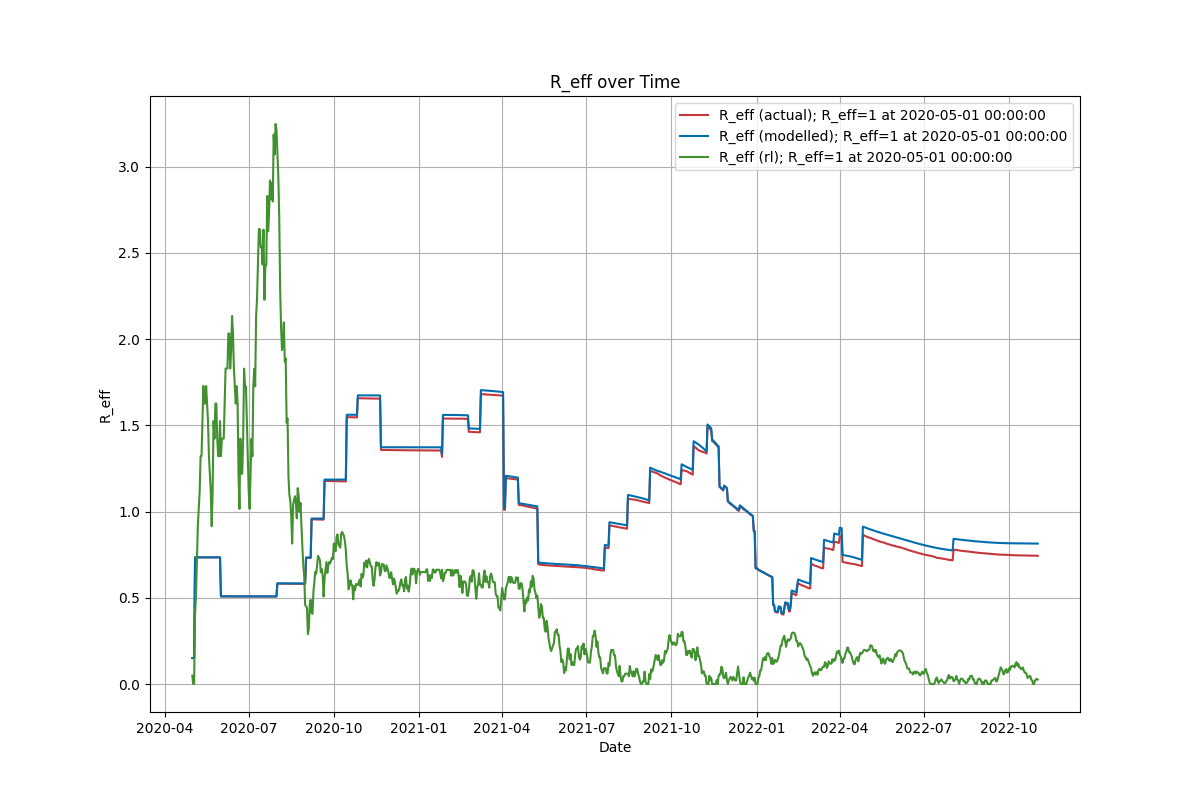 R_eff over Time
R_eff (actual); R_eff=1 at 2020-05-01 00:00:00
R_eff (modelled); R_eff=1 at 2020-05-01 00:00:00
R_eff (rl); R_eff=1 at 2020-05-01 00:00:00
R_eff
3.0
2.5
2.0
1.5
1.0
0.5
0.0
2020-04 2020-07 2020-10 2021-01 2021-04 2021-07 2021-10 2022-01 2022-04 2022-07 2022-10
Date